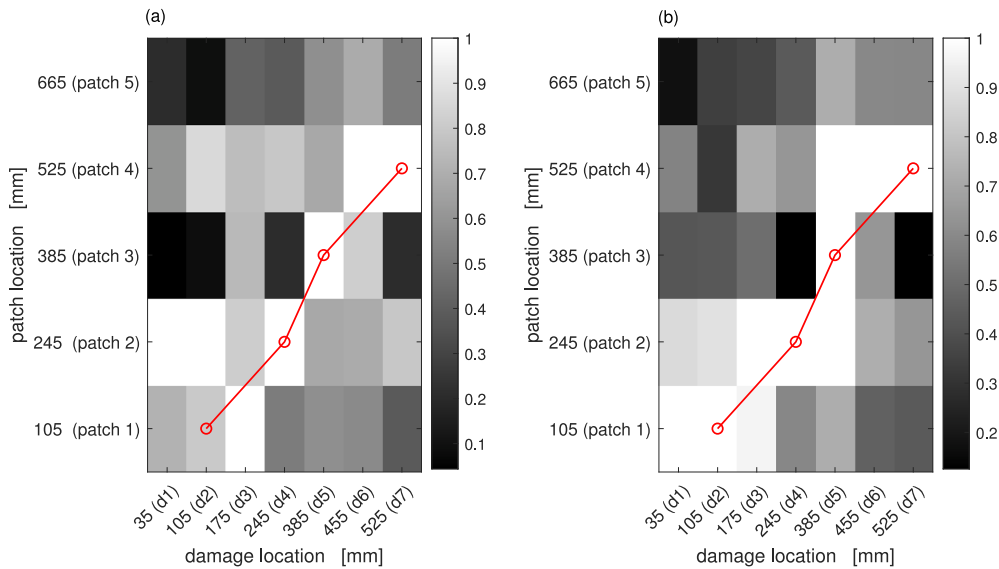 (a)
665 (patch 5)
525 (patch 4)
385 (patch 3)
245 (patch 2)
105 (patch 1)
patch location [mm]
35 (d1)
105 (d2)
175 (d3)
245 (d4)
385 (d5)
455 (d6)
525 (d7)
damage location [mm]
1
0.9
0.8
0.7
0.6
0.5
0.4
0.3
0.2
0.1
(b)
665 (patch 5)
525 (patch 4)
385 (patch 3)
245 (patch 2)
105 (patch 1)
patch location [mm]
35 (d1)
105 (d2)
175 (d3)
245 (d4)
385 (d5)
455 (d6)
525 (d7)
damage location [mm]
1
0.9
0.8
0.7
0.6
0.5
0.4
0.3
0.2